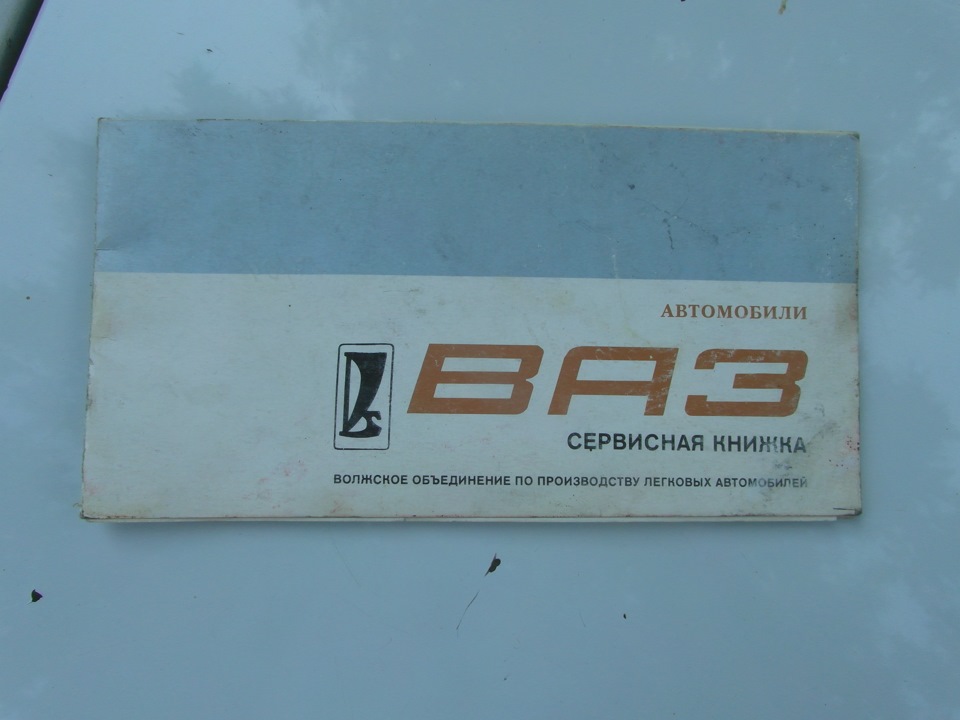 АВТОМОБИЛИ
ВАЗ
СЕРВИСНАЯ КНИЖКА
ВОЛЖСКОЕ ОБЪЕДИНЕНИЕ ПО ПРОИЗВОДСТВУ ЛЕГКОВЫХ АВТОМОБИЛЕЙ